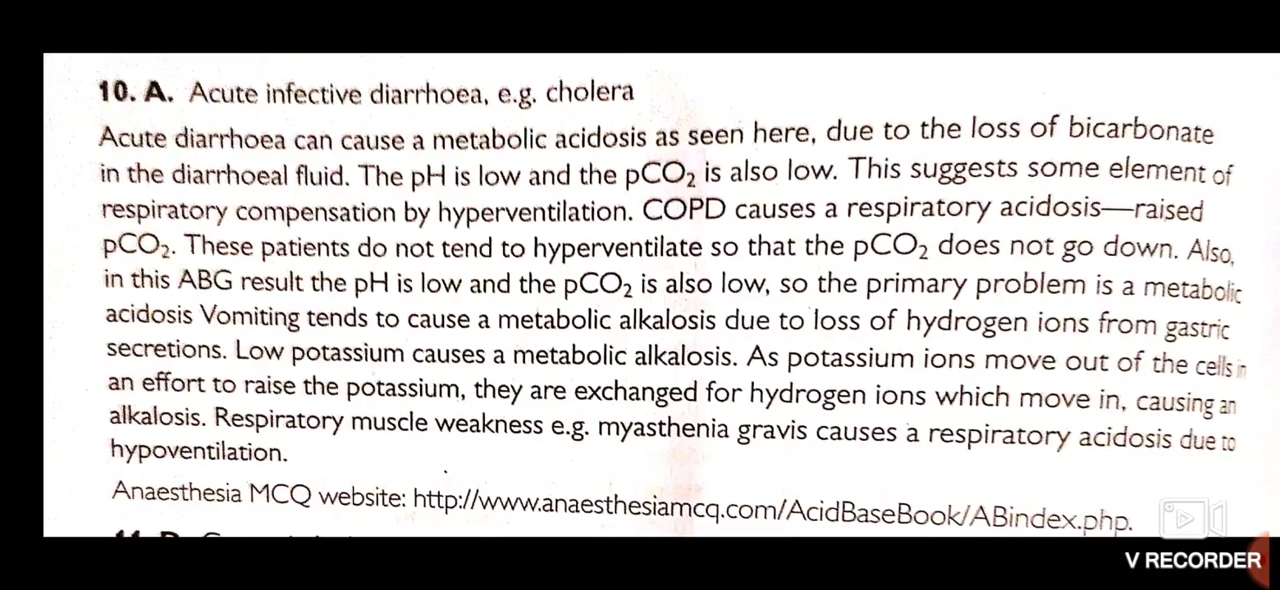 10. A. Acute infective diarrhoea, e.g. cholera
Acute diarrhoea can cause a metabolic acidosis as seen here, due to the loss of bicarbonate
in the diarrhoeal fluid. The pH is low and the pCO₂ is also low. This suggests some element of
respiratory compensation by hyperventilation. COPD causes a respiratory acidosis—raised
pCO₂. These patients do not tend to hyperventilate so that the pCO₂ does not go down. Also,
in this ABG result the pH is low and the pCO₂ is also low, so the primary problem is a metabolic
acidosis Vomiting tends to cause a metabolic alkalosis due to loss of hydrogen ions from gastric
secretions. Low potassium causes a metabolic alkalosis. As potassium ions move out of the cells in
an effort to raise the potassium, they are exchanged for hydrogen ions which move in, causing an
alkalosis. Respiratory muscle weakness e.g. myasthenia gravis causes a respiratory acidosis due to
hypoventilation.
Anaesthesia MCQ website: http://www.anaesthesiamcq.com/AcidBaseBook/ABindex.php.
V RECORDER